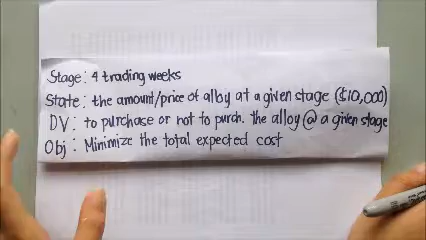 Stage: 4 trading weeks
State: the amount/price of alloy at a given stage (£10,000)
DV: to purchase or not to purch. the alloy @ a given stage
Obj: Minimize the total expected cost